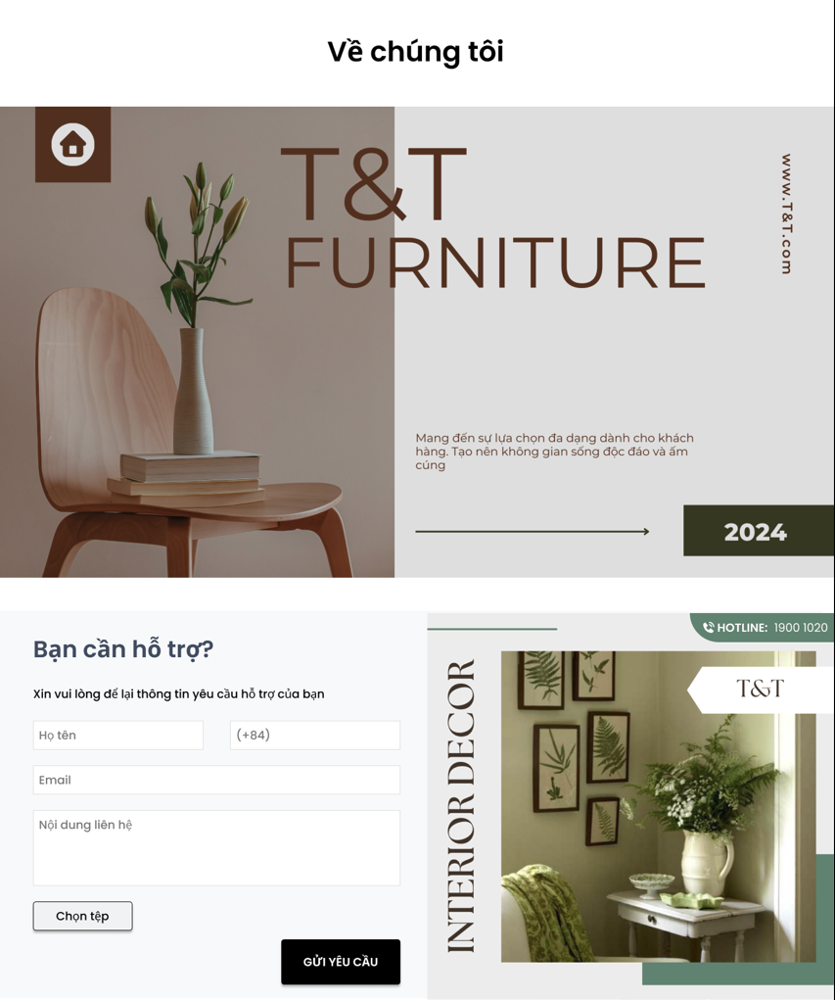 Về chúng tôi
T&T
FURNITURE
www.T&T.com
Mang đến sự lựa chọn đa dạng dành cho khách
hàng. Tạo nên không gian sống độc đáo và ấm
cúng
2024
Bạn cần hỗ trợ?
Xin vui lòng để lại thông tin yêu cầu hỗ trợ của bạn
Họ tên
(+84)
Email
Nội dung liên hệ
Chọn tệp
GỬI YÊU CẦU
HOTLINE: 1900 1020
T&T
INTERIOR DECOR